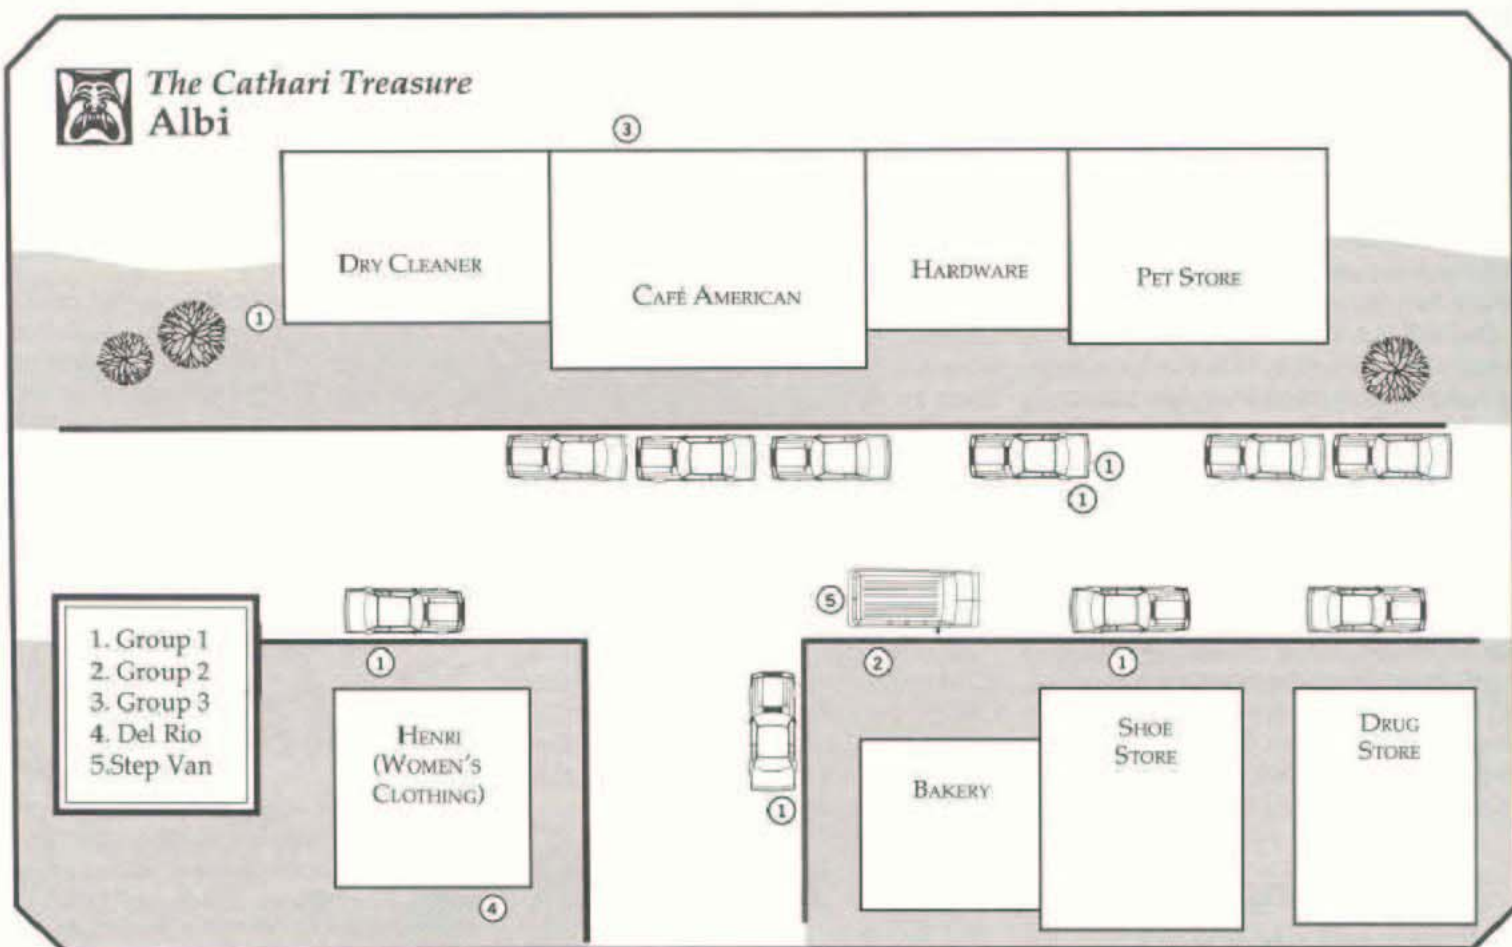 The Cathari Treasure
Albi
3
DRY CLEANER
CAFÉ AMERICAN
HARDWARE
PET STORE
1
1
1
5
1. Group 1
2. Group 2
3. Group 3
4. Del Rio
5.Step Van
1
2
1
HENRI
(WOMEN'S
CLOTHING)
1
BAKERY
SHOE
STORE
DRUG
STORE
4